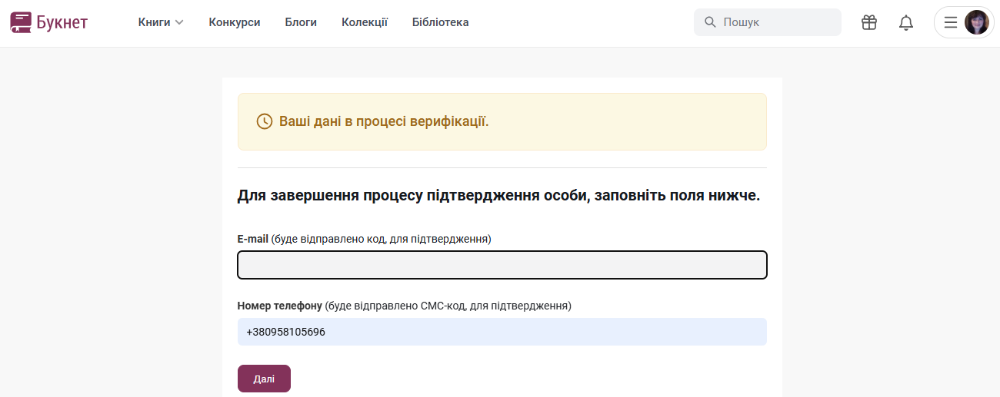 Букнет
Книги Конкурси Блоги Колекції Бібліотека Пошук
Ваші дані в процесі верифікації.
Для завершення процесу підтвердження особи, заповніть поля нижче.
E-mail (буде відправлено код, для підтвердження)
Номер телефону (буде відправлено СМС-код, для підтвердження)
+380958105696
Далі